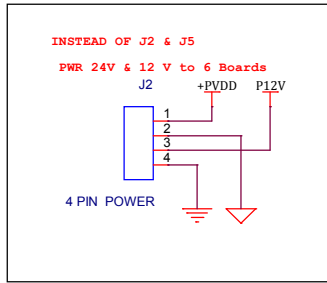 INSTEAD OF J2 & J5
PWR 24V & 12 V to 6 Boards
J2
+PVDD P12V
1
2
3
4
4 PIN POWER